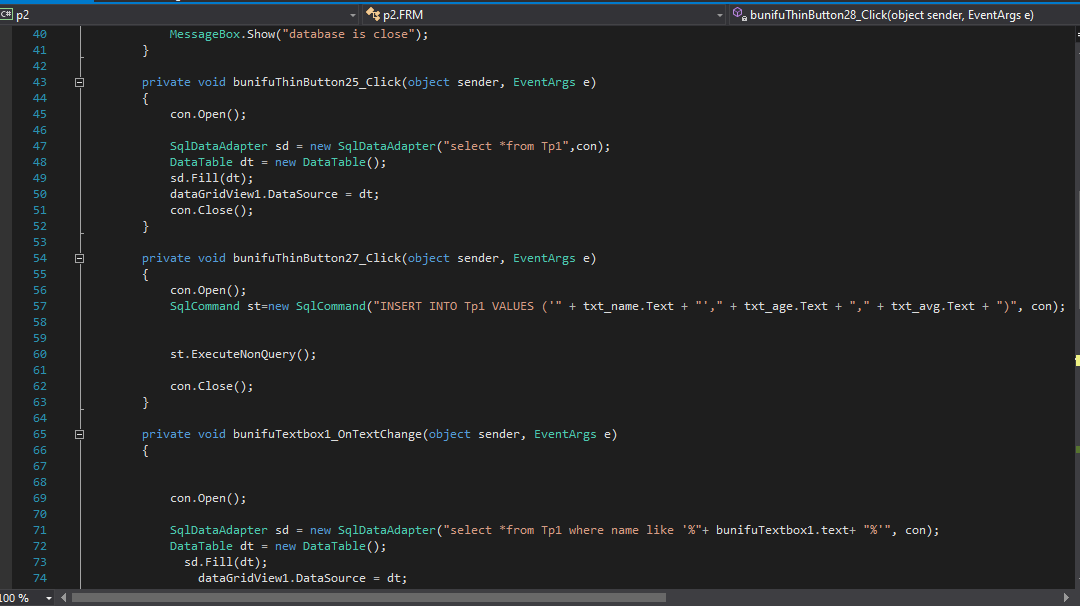 C# p2 p2.FRM bunifuThinButton28_Click(object sender, EventArgs e)
40 MessageBox.Show("database is close");
41 }
42
43 private void bunifuThinButton25_Click(object sender, EventArgs e)
44 {
45 con.Open();
46
47 SqlDataAdapter sd = new SqlDataAdapter("select *from Tp1",con);
48 DataTable dt = new DataTable();
49 sd.Fill(dt);
50 dataGridView1.DataSource = dt;
51 con.Close();
52 }
53
54 private void bunifuThinButton27_Click(object sender, EventArgs e)
55 {
56 con.Open();
57 SqlCommand st=new SqlCommand("INSERT INTO Tp1 VALUES ('" + txt_name.Text + "'," + txt_age.Text + "," + txt_avg.Text + ")", con);
58
59
60 st.ExecuteNonQuery();
61
62 con.Close();
63 }
64
65 private void bunifuTextbox1_OnTextChange(object sender, EventArgs e)
66 {
67
68
69 con.Open();
70
71 SqlDataAdapter sd = new SqlDataAdapter("select *from Tp1 where name like '%"+ bunifuTextbox1.text+ "%'", con);
72 DataTable dt = new DataTable();
73 sd.Fill(dt);
74 dataGridView1.DataSource = dt;
100 %